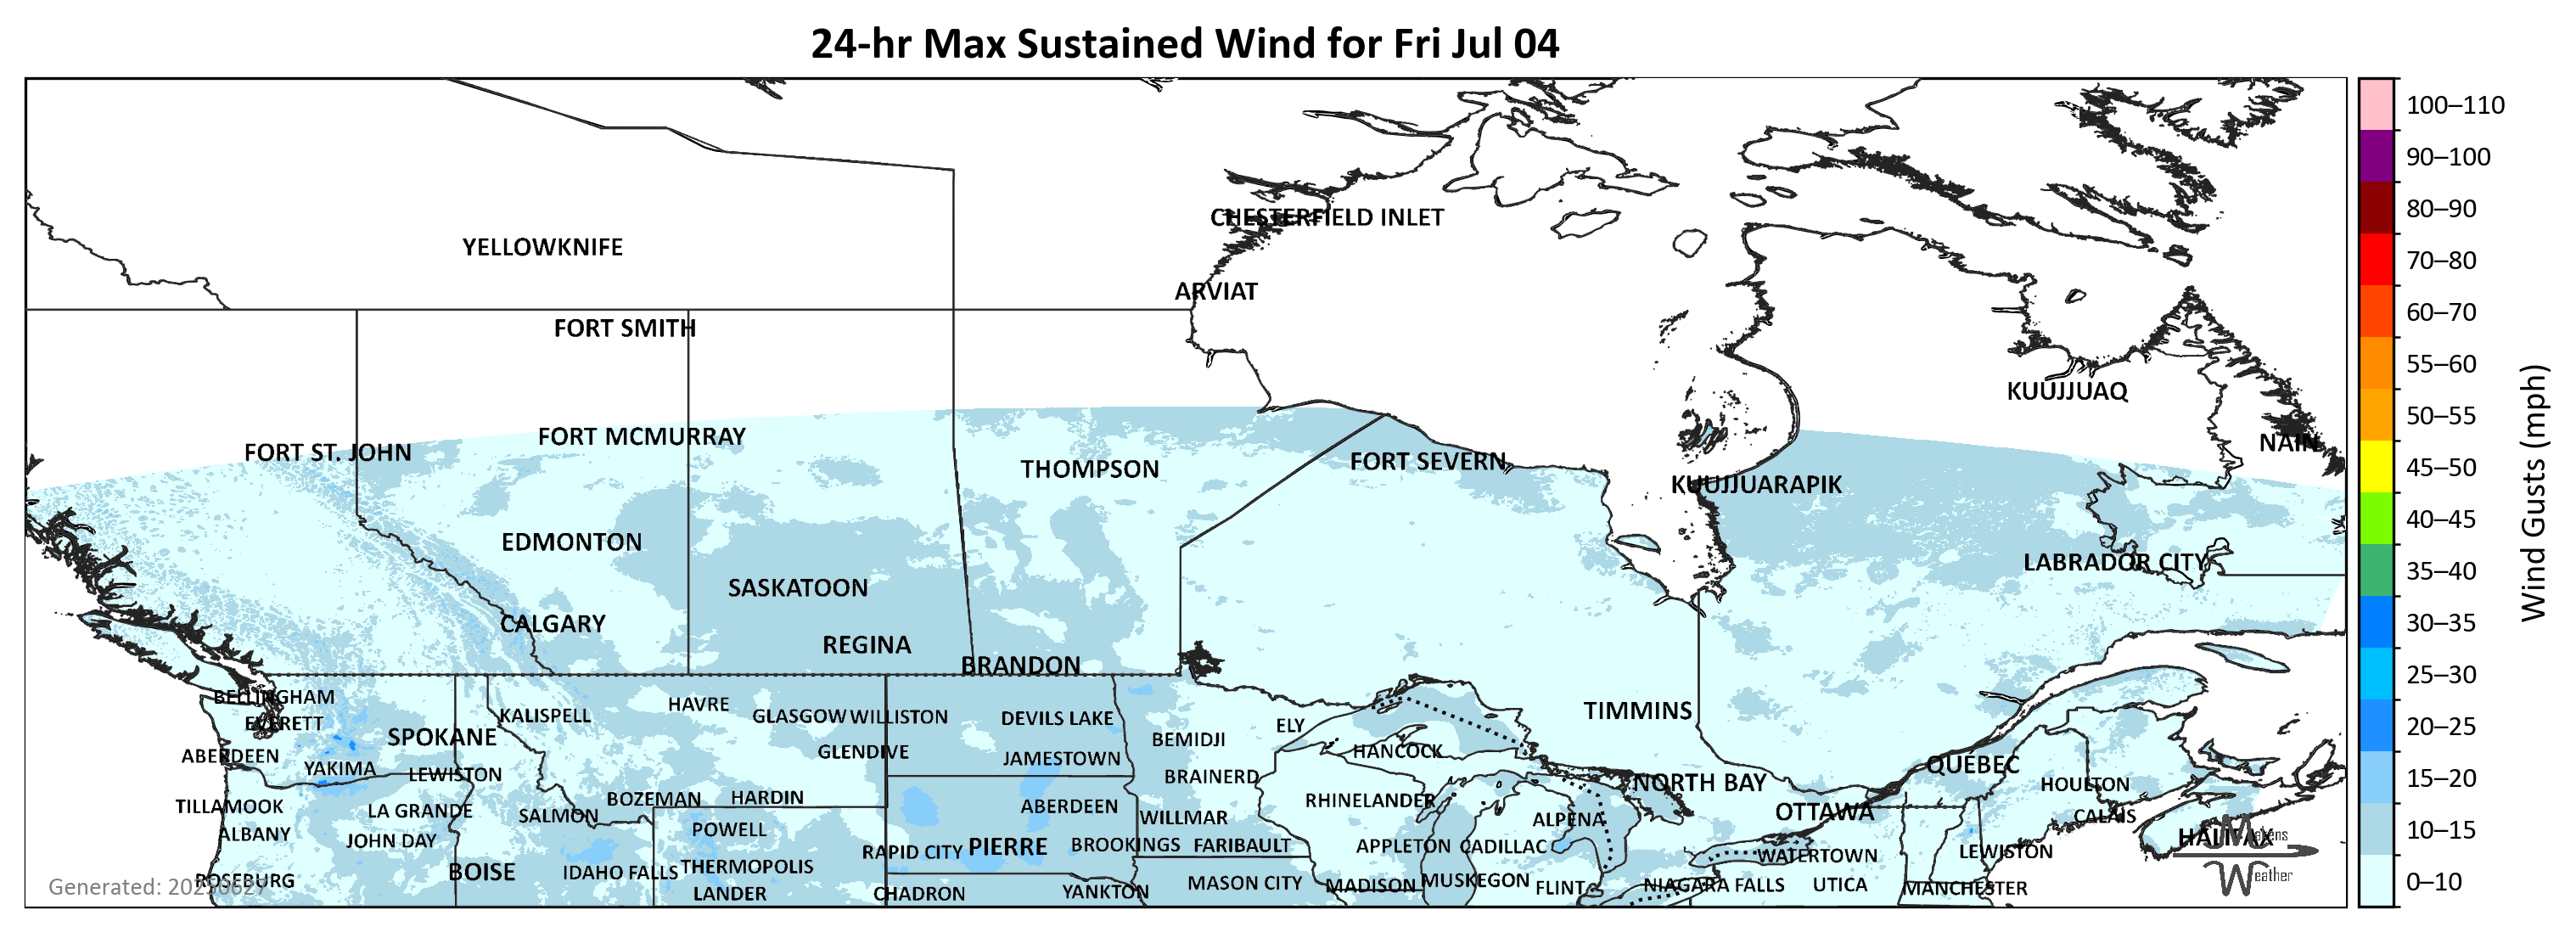 24-hr Max Sustained Wind for Fri Jul 04
YELLOWKNIFE
CHESTERFIELD INLET
ARVIAT
FORT SMITH
KUUJJUAQ
FORT ST. JOHN
FORT MCMURRAY
THOMPSON
FORT SEVERN
KUUJJUARAPIK
NAIN
EDMONTON
LABRADOR CITY
SASKATOON
CALGARY
REGINA
BRANDON
BELLINGHAM
EVERETT
KALISPELL
HAVRE
GLASGOW
WILLISTON
DEVILS LAKE
ELY
TIMMINS
SPOKANE
ABERDEEN
GLENDIVE
JAMESTOWN
BEMIDJI
HANCOCK
YAKIMA
LEWISTON
BRAINERD
NORTH BAY
QUÉBEC
HOULTON
TILLAMOOK
LA GRANDE
SALMON
BOZEMAN
HARDIN
ABERDEEN
WILLMAR
RHINELANDER
ALPENA
OTTAWA
CALAIS
ALBANY
JOHN DAY
POWELL
RAPID CITY
PIERRE
BROOKINGS
FARIBAULT
APPLETON
CADILLAC
WATERTOWN
LEWISTON
HALIFAX
BOISE
IDAHO FALLS
THERMOPOLIS
ROSEBURG
LANDER
CHADRON
YANKTON
MASON CITY
MADISON
MUSKEGON
FLINT
NIAGARA FALLS
UTICA
MANCHESTER
Generated: 20250627
Makens
Weather
100–110
90–100
80–90
70–80
60–70
55–60
50–55
45–50
40–45
35–40
30–35
25–30
20–25
15–20
10–15
0–10
Wind Gusts (mph)